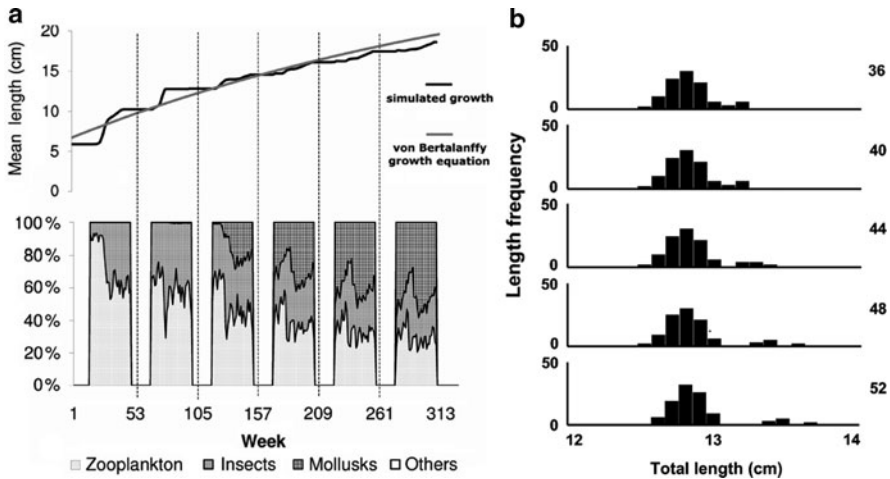 a
Mean length (cm)
20
15
10
5
0
simulated growth
von Bertalanffy
growth equation
100%
80%
60%
40%
20%
0%
1 53 105 157 209 261 313
Week
Zooplankton Insects Mollusks Others
b
Length frequency
50
0
36
50
0
40
50
0
44
50
0
48
50
0
52
12 13 14
Total length (cm)